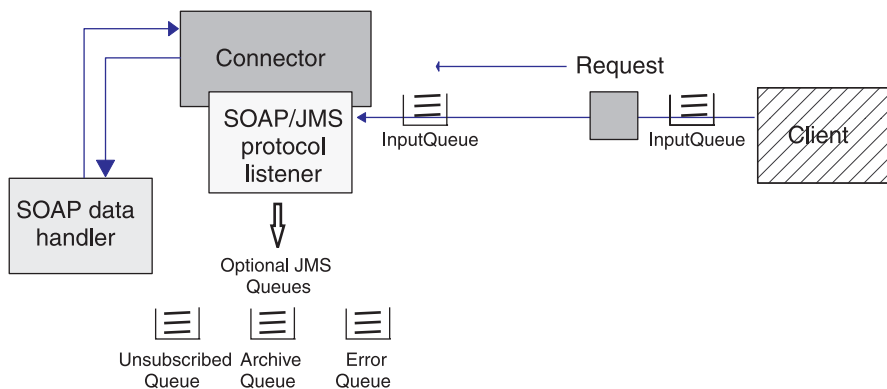 Connector
Request
SOAP/JMS
protocol
listener
InputQueue
InputQueue
Client
SOAP data
handler
Optional JMS
Queues
Unsubscribed
Queue
Archive
Queue
Error
Queue